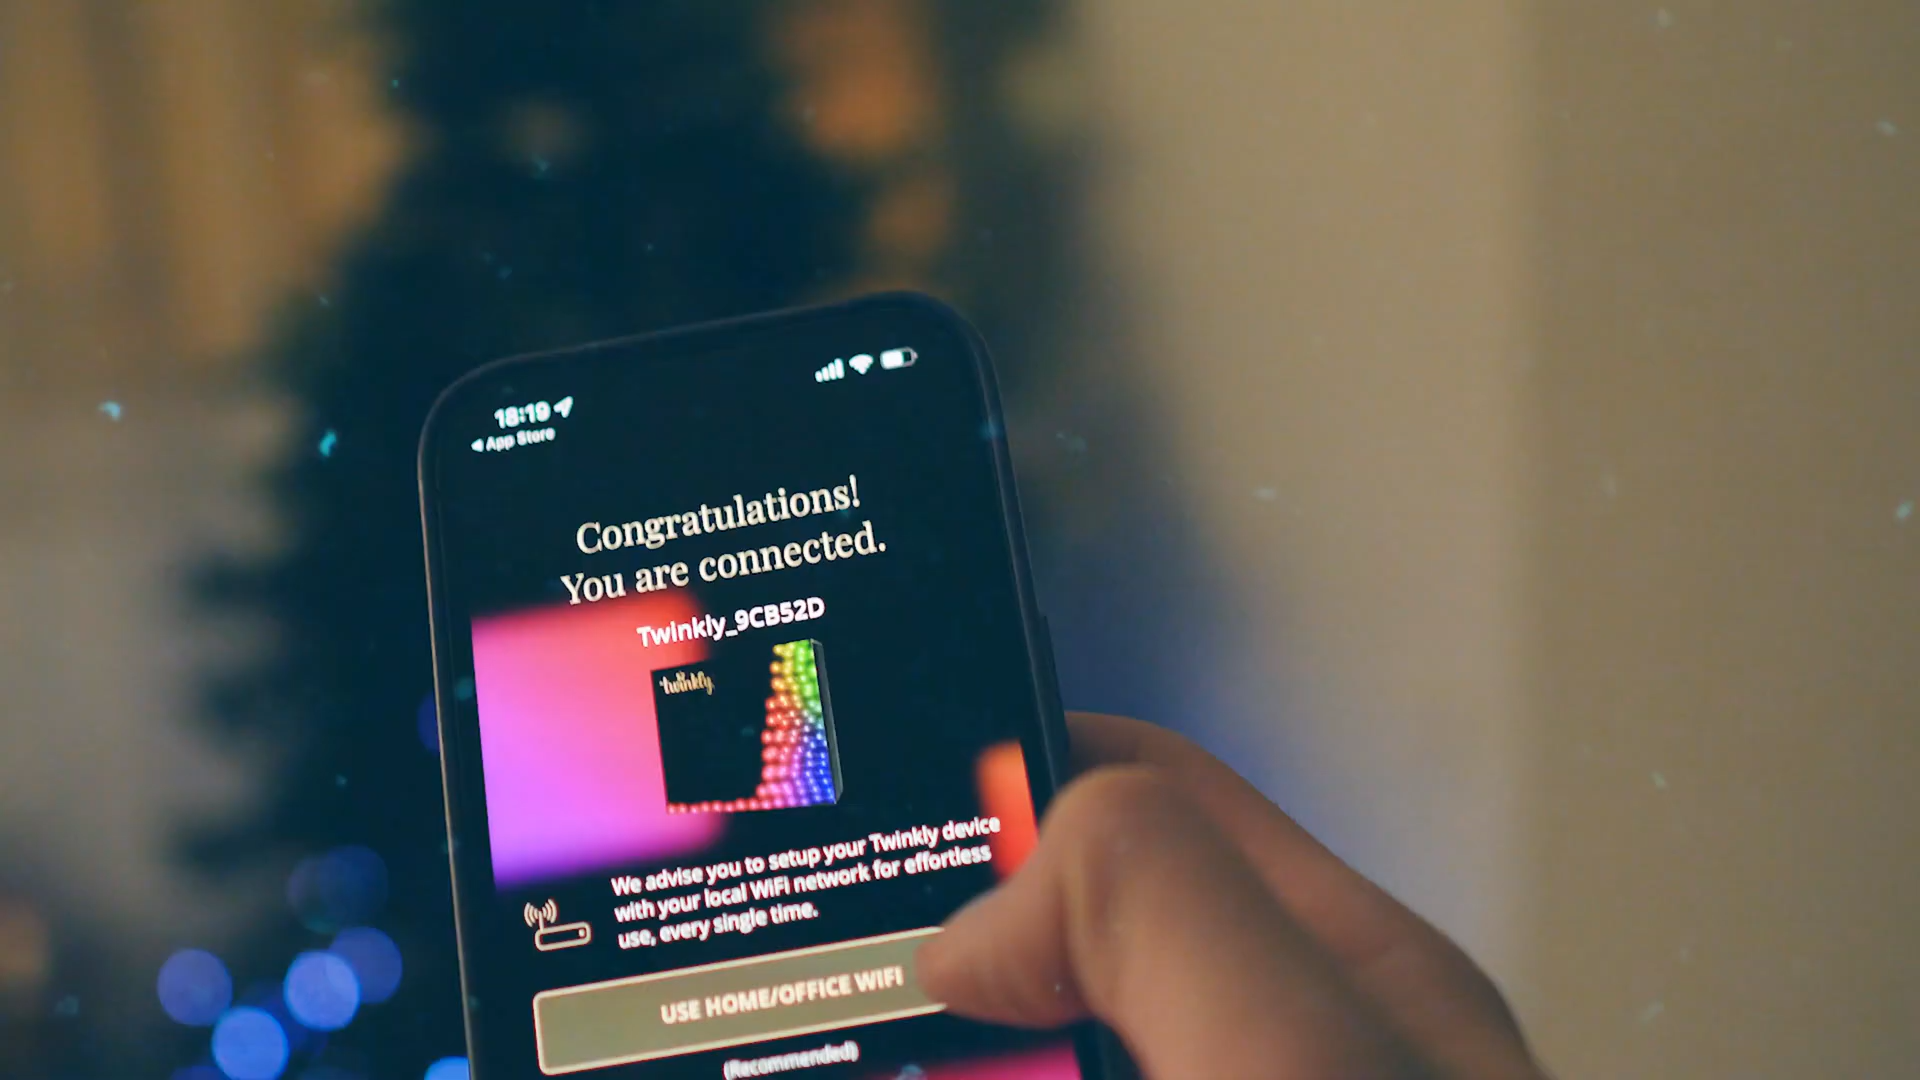 18:19
App Store
Congratulations!
You are connected.
Twinkly_9CB52D
twinkly
We advise you to setup your Twinkly device
with your local WiFi network for effortless
use, every single time.
USE HOME/OFFICE WIFI
(Recommended)